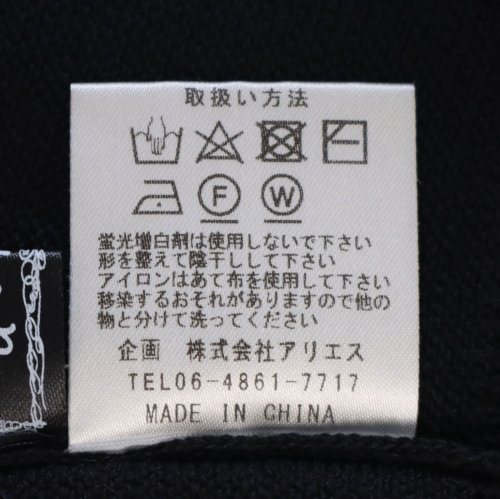 取扱い方法
F W
蛍光増白剤は使用しないで下さい
形を整えて陰干しして下さい
アイロンはあて布を使用して下さい
移染するおそれがありますので他の
物と分けて洗ってください
企画 株式会社アリエス
TEL06-4861-7717
MADE IN CHINA